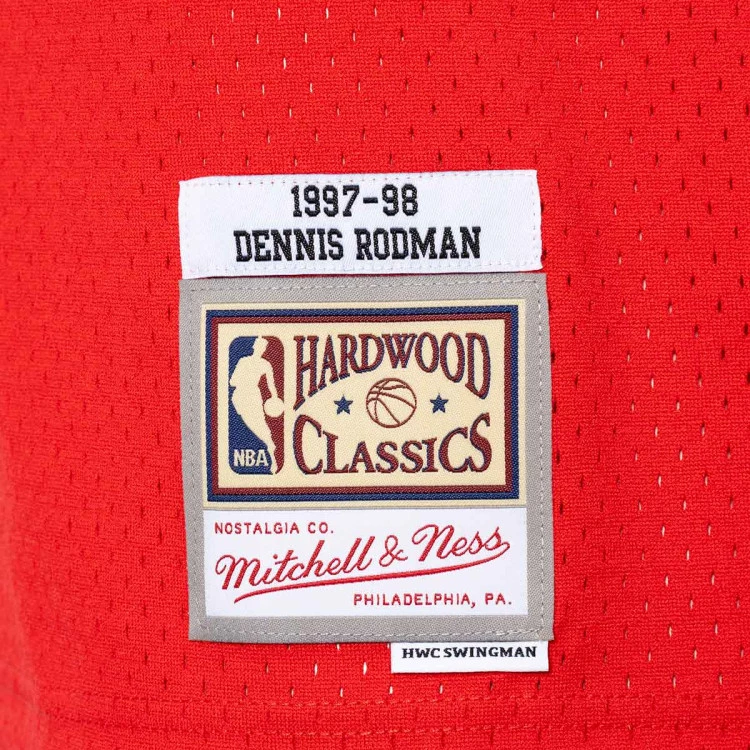 1997-98
DENNIS RODMAN
HARDWOOD
NBA
CLASSICS
NOSTALGIA CO.
Mitchell & Ness
PHILADELPHIA, PA.
HWC SWINGMAN